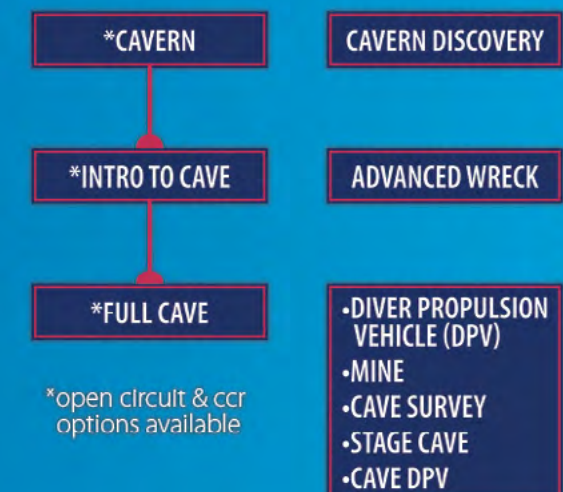 *CAVERN
CAVERN DISCOVERY
*INTRO TO CAVE
ADVANCED WRECK
*FULL CAVE
*open circuit & ccr
options available
•DIVER PROPULSION
VEHICLE (DPV)
•MINE
•CAVE SURVEY
•STAGE CAVE
•CAVE DPV